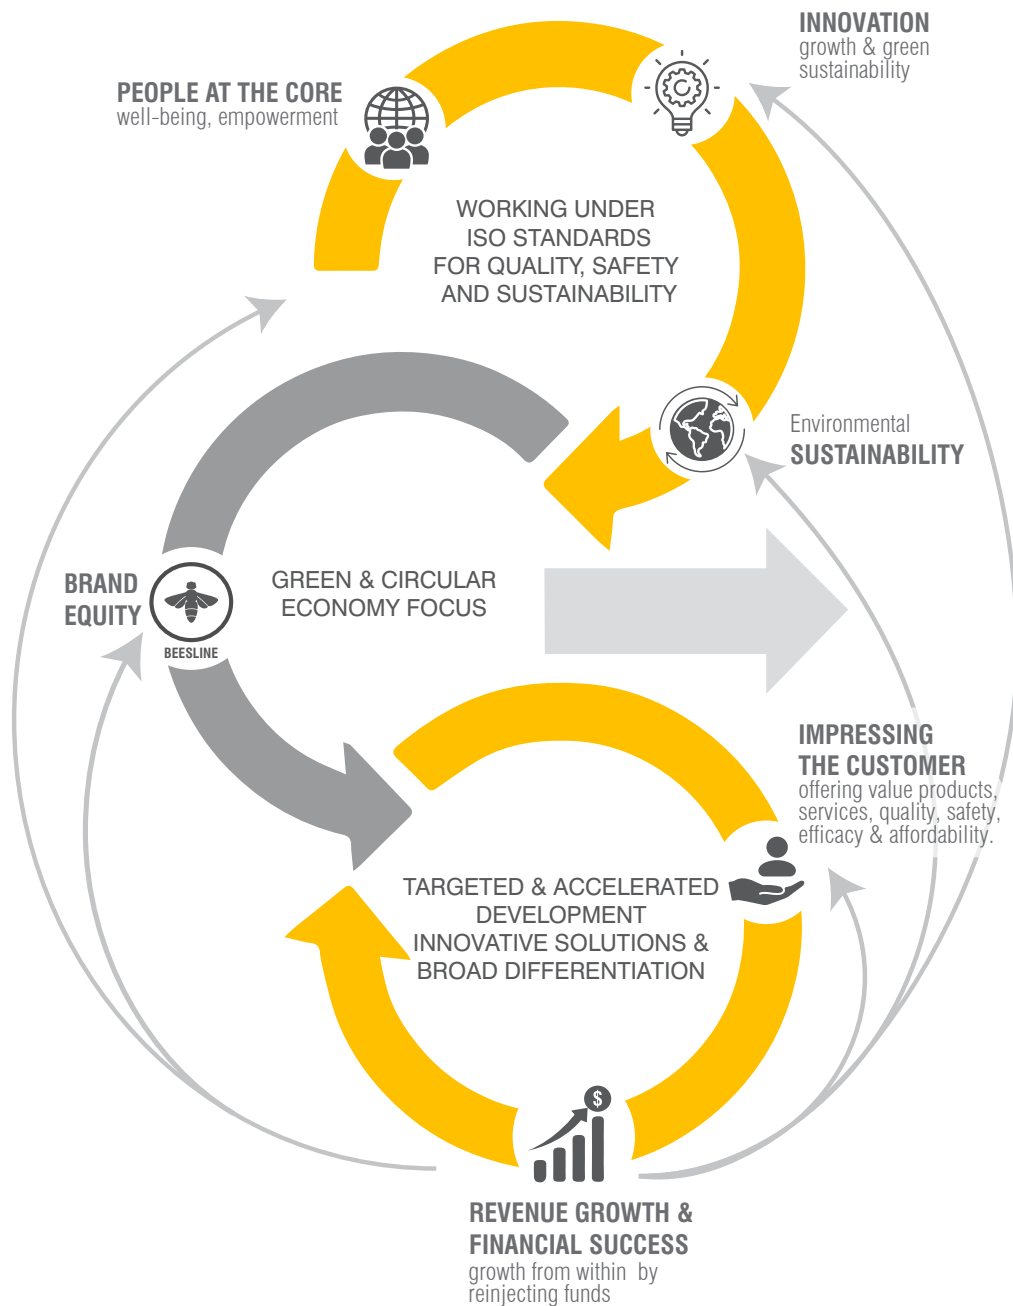 INNOVATION
growth & green
sustainability
PEOPLE AT THE CORE
well-being, empowerment
WORKING UNDER
ISO STANDARDS
FOR QUALITY, SAFETY
AND SUSTAINABILITY
Environmental
SUSTAINABILITY
BRAND
EQUITY
BEESLINE
GREEN & CIRCULAR
ECONOMY FOCUS
IMPRESSING
THE CUSTOMER
offering value products,
services, quality, safety,
efficacy & affordability.
TARGETED & ACCELERATED
DEVELOPMENT
INNOVATIVE SOLUTIONS &
BROAD DIFFERENTIATION
$
REVENUE GROWTH &
FINANCIAL SUCCESS
growth from within by
reinjecting funds